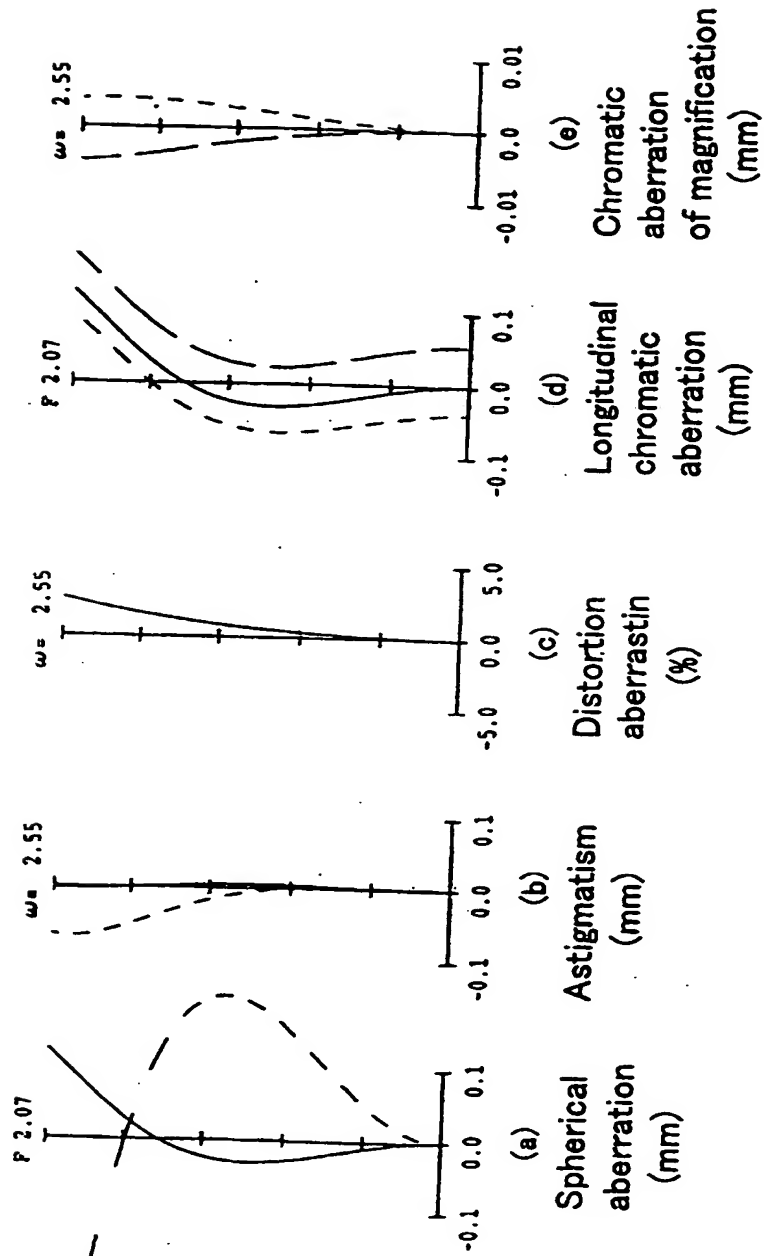 F 2.07
-0.1 0.0 0.1
(a)
Spherical
aberration
(mm)
ω= 2.55
-0.1 0.0 0.1
(b)
Astigmatism
(mm)
ω= 2.55
-5.0 0.0 5.0
(c)
Distortion
aberrastin
(%)
F 2.07
-0.1 0.0 0.1
(d)
Longitudinal
chromatic
aberration
(mm)
ω= 2.55
-0.01 0.0 0.01
(e)
Chromatic
aberration
of magnification
(mm)